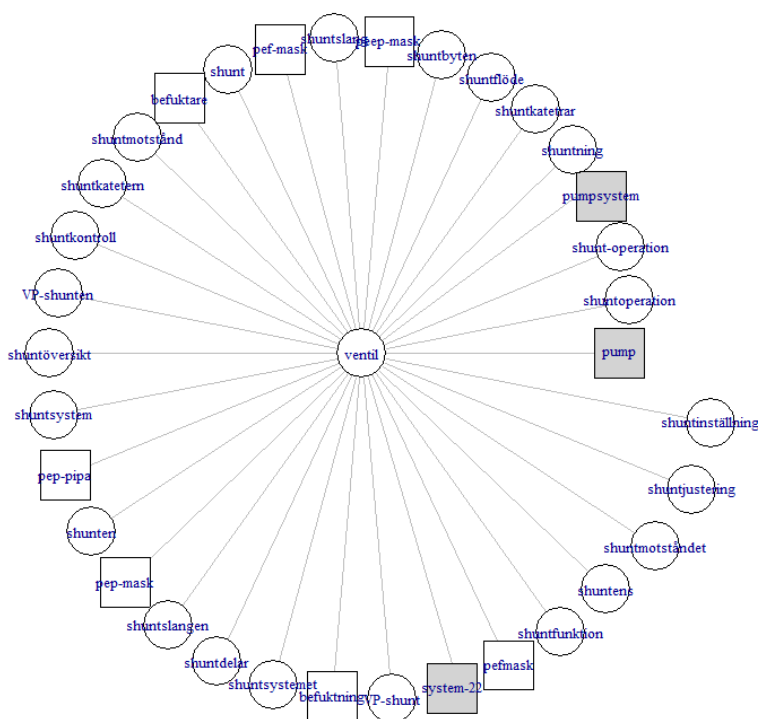 shuntslang
peep-mask
pef-mask
shuntbyten
shunt
shuntflöde
befuktare
shuntkatetrar
shuntmotstånd
shuntning
shuntkatetern
pumpsystem
shuntkontroll
shunt-operation
VP-shunten
shuntoperation
shuntöversikt
ventil
pump
shuntsystem
shuntinställning
pep-pipa
shuntjustering
shunten
shuntmotståndet
pep-mask
shuntens
shuntslangen
shuntfunktion
shuntdelar
pefmask
shuntsystemet
system-22
befuktning
VP-shunt